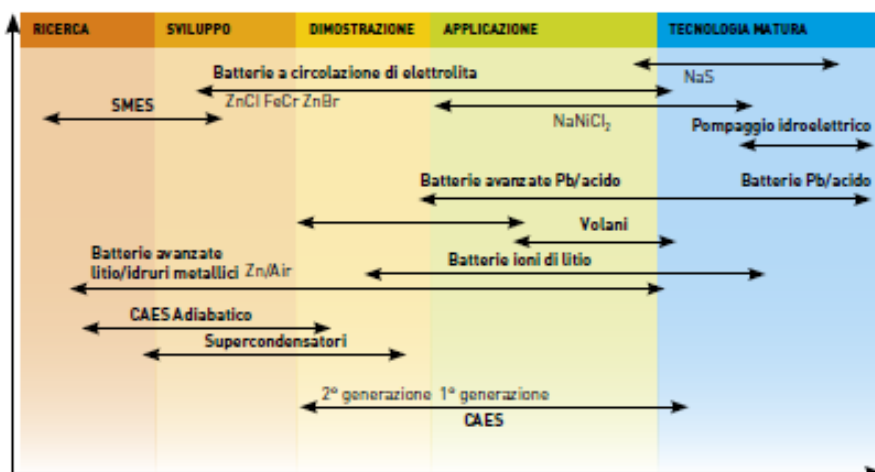 RICERCA SVILUPPO DIMOSTRAZIONE APPLICAZIONE TECNOLOGIA MATURA
Batterie a circolazione di elettrolita
NaS
ZnCl FeCr ZnBr
SMES
NaNiCl₂
Pompaggio idroelettrico
Batterie avanzate Pb/acido
Batterie Pb/acido
Volani
Batterie avanzate
litio/idruri metallici Zn/Air
Batterie ioni di litio
CAES Adiabatico
Supercondensatori
2° generazione 1° generazione
CAES